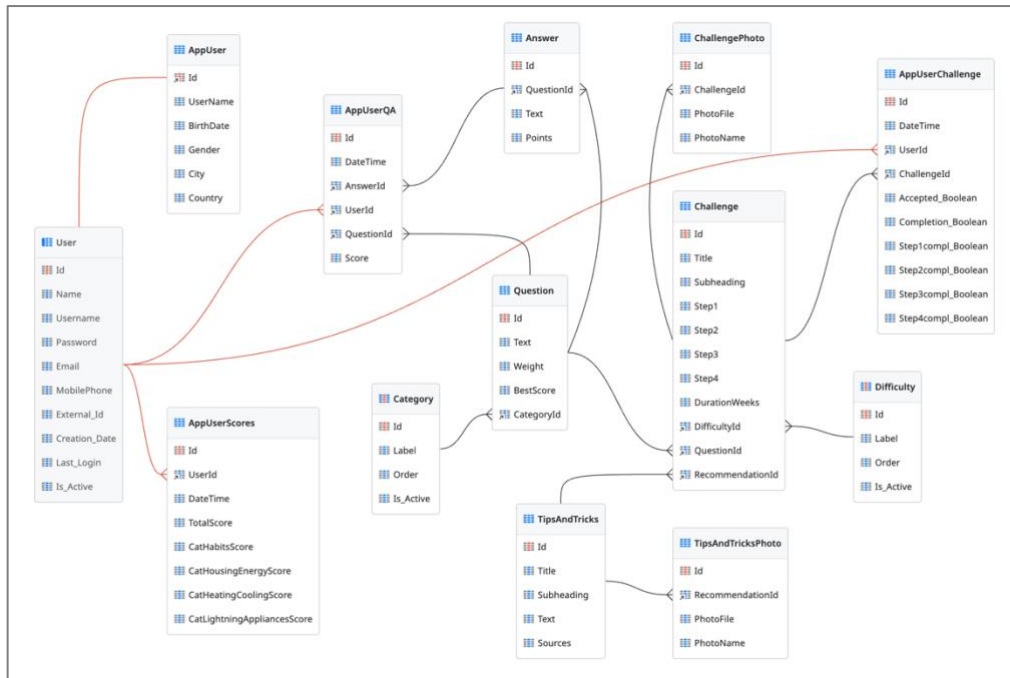 AppUser
Id
UserName
BirthDate
Gender
City
Country
User
Id
Name
Username
Password
Email
MobilePhone
External_Id
Creation_Date
Last_Login
Is_Active
AppUserQA
Id
DateTime
AnswerId
UserId
QuestionId
Score
AppUserScores
Id
UserId
DateTime
TotalScore
CatHabitsScore
CatHousingEnergyScore
CatHeatingCoolingScore
CatLightningAppliancesScore
Answer
Id
QuestionId
Text
Points
Question
Id
Text
Weight
BestScore
CategoryId
Category
Id
Label
Order
Is_Active
TipsAndTricks
Id
Title
Subheading
Text
Sources
ChallengePhoto
Id
ChallengeId
PhotoFile
PhotoName
Challenge
Id
Title
Subheading
Step1
Step2
Step3
Step4
DurationWeeks
DifficultyId
QuestionId
RecommendationId
TipsAndTricksPhoto
Id
RecommendationId
PhotoFile
PhotoName
AppUserChallenge
Id
DateTime
UserId
ChallengeId
Accepted_Boolean
Completion_Boolean
Step1compl_Boolean
Step2compl_Boolean
Step3compl_Boolean
Step4compl_Boolean
Difficulty
Id
Label
Order
Is_Active